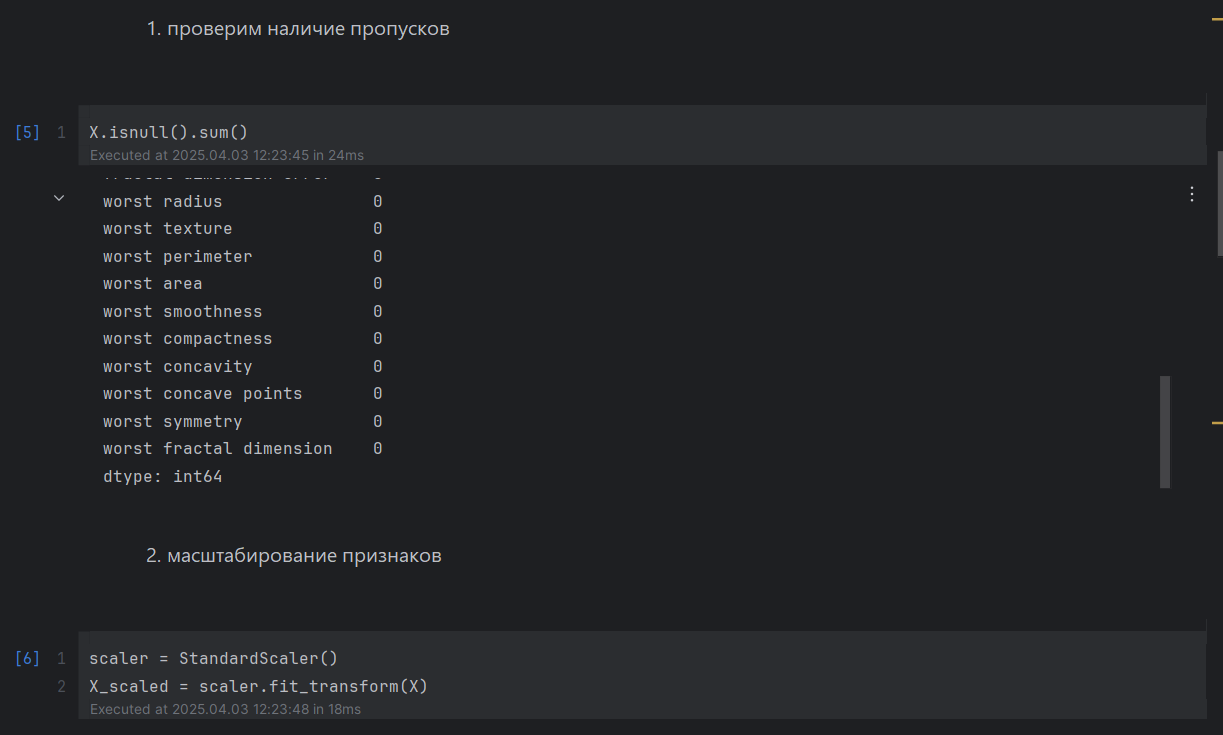 1. проверим наличие пропусков
[5] 1 X.isnull().sum()
Executed at 2025.04.03 12:23:45 in 24ms
worst radius 0
worst texture 0
worst perimeter 0
worst area 0
worst smoothness 0
worst compactness 0
worst concavity 0
worst concave points 0
worst symmetry 0
worst fractal dimension 0
dtype: int64
2. масштабирование признаков
[6] 1 scaler = StandardScaler()
2 X_scaled = scaler.fit_transform(X)
Executed at 2025.04.03 12:23:48 in 18ms